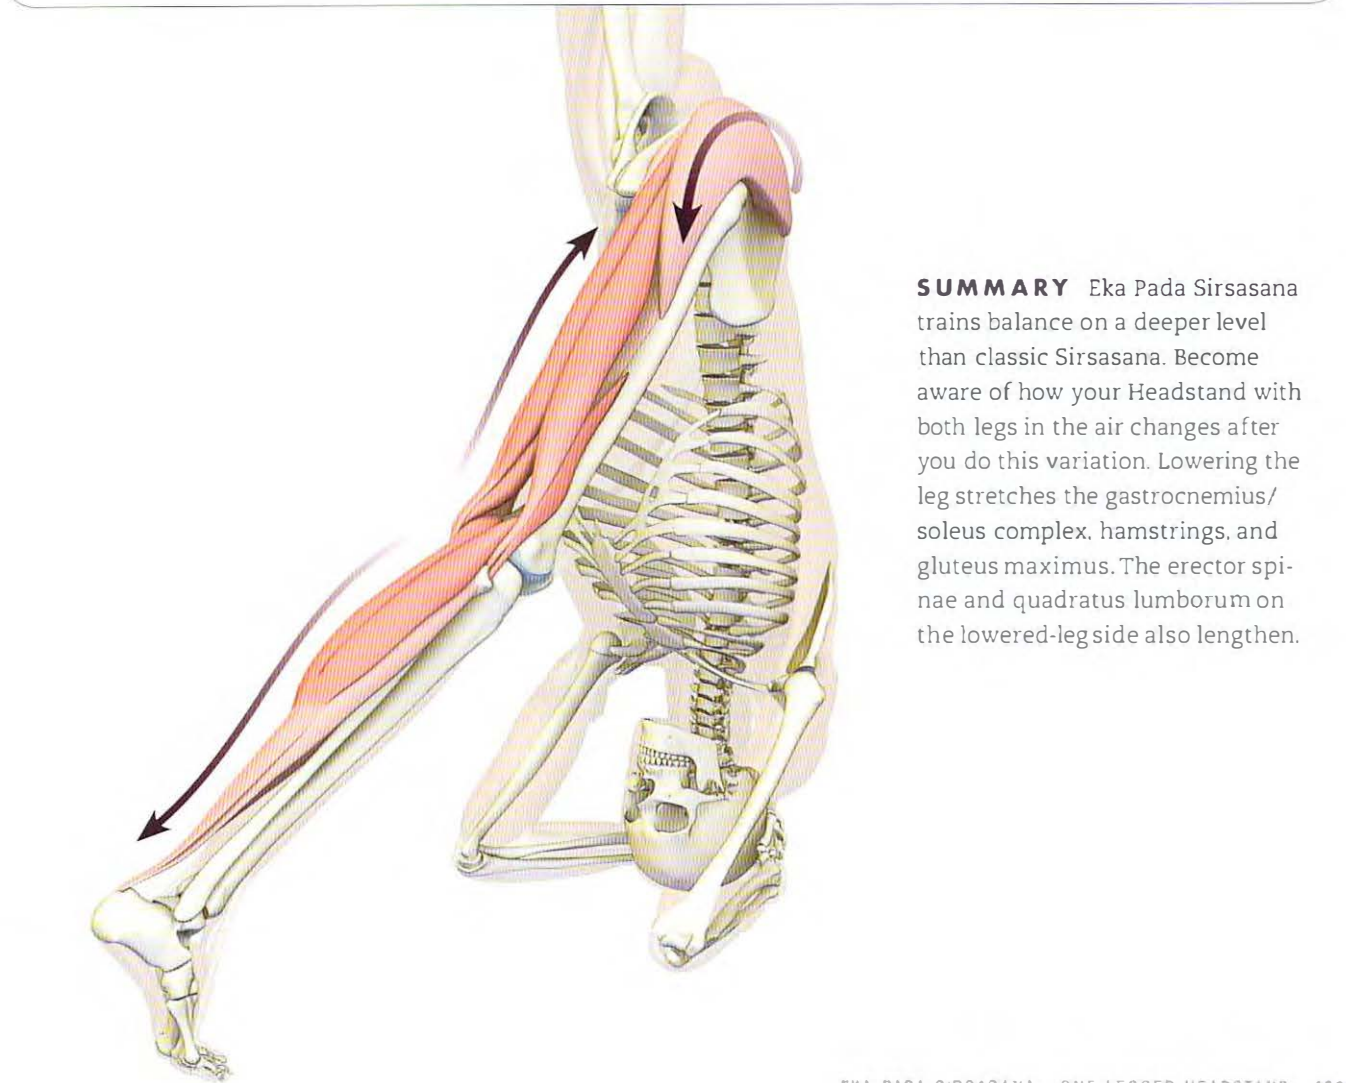 SUMMARY Eka Pada Sirsasana
trains balance on a deeper level
than classic Sirsasana. Become
aware of how your Headstand with
both legs in the air changes after
you do this variation. Lowering the
leg stretches the gastrocnemius/
soleus complex, hamstrings, and
gluteus maximus. The erector spi-
nae and quadratus lumborum on
the lowered-leg side also lengthen.